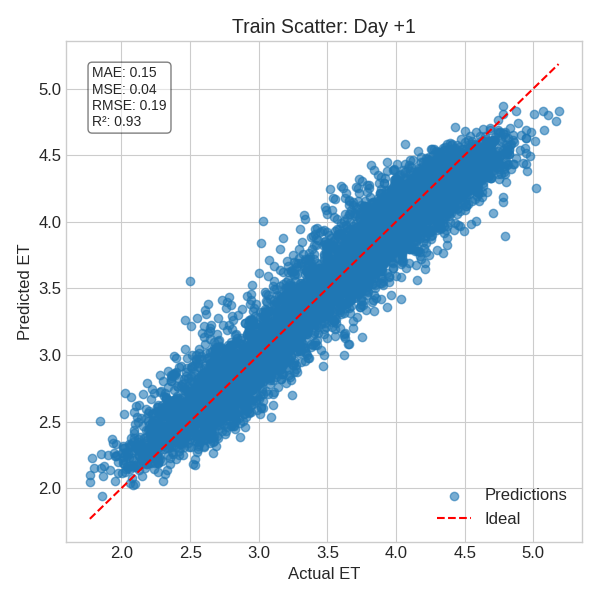 Train Scatter: Day +1
MAE: 0.15
MSE: 0.04
RMSE: 0.19
R²: 0.93
5.0
4.5
4.0
3.5
3.0
2.5
2.0
Predicted ET
Predictions
Ideal
2.0 2.5 3.0 3.5 4.0 4.5 5.0
Actual ET